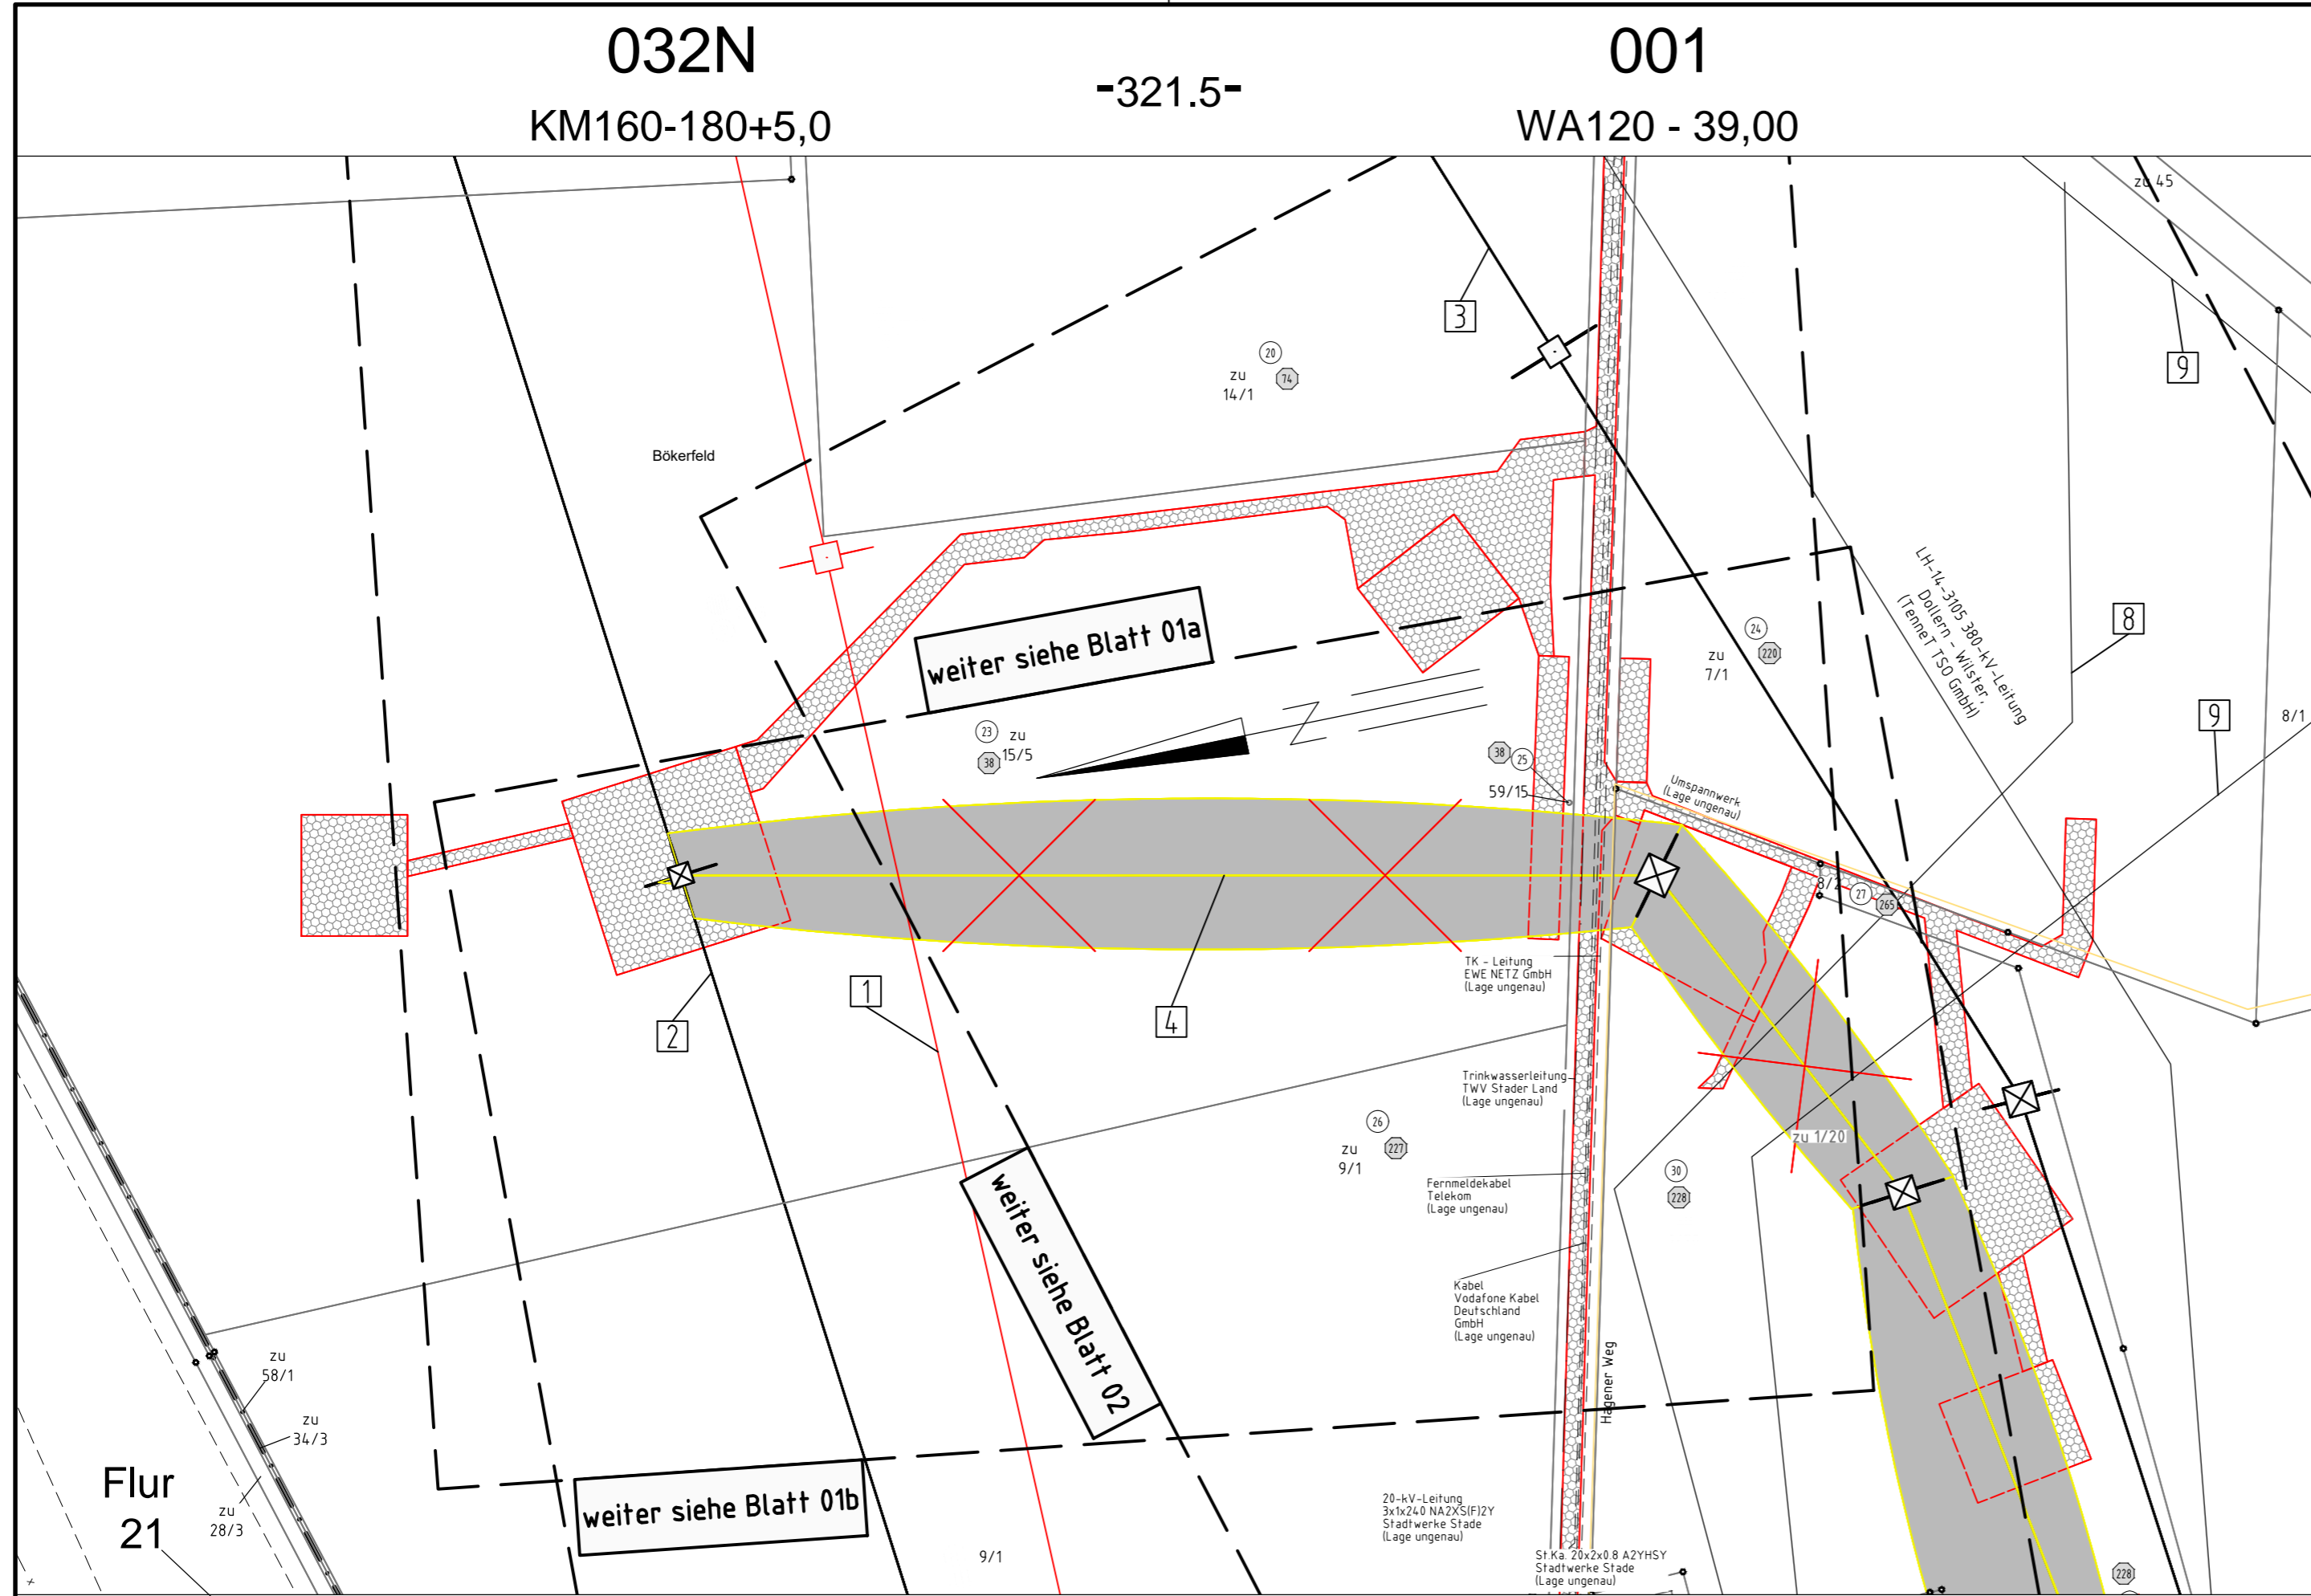 032N
001
-321.5-
KM160-180+5,0
WA120 - 39,00
zu 45
3
9
20
zu
74
14/1
Bökerfeld
LH-14-3105 380-kV-Leitung
Dollern - Wilster,
(TenneT TSO GmbH)
8
24
zu
220
7/1
weiter siehe Blatt 01a
N
9
8/1
23
zu
15/5
38
38
25
59/15
Umspannwerk
(Lage ungenau)
8/2
27
265
TK - Leitung
EWE NETZ GmbH
(Lage ungenau)
1
2
4
Trinkwasserleitung
TWV Stader Land
(Lage ungenau)
26
zu
227
9/1
zu 1/20
30
228
Fernmeldekabel
Telekom
(Lage ungenau)
weiter siehe Blatt 02
Kabel
Vodafone Kabel
Deutschland
GmbH
(Lage ungenau)
Hagener Weg
zu
58/1
zu
34/3
Flur
21
zu
28/3
weiter siehe Blatt 01b
20-kV-Leitung
3x1x240 NA2XS(F)2Y
Stadtwerke Stade
(Lage ungenau)
9/1
St.Ka. 20x2x0.8 A2YHSY
Stadtwerke Stade
(Lage ungenau)
228